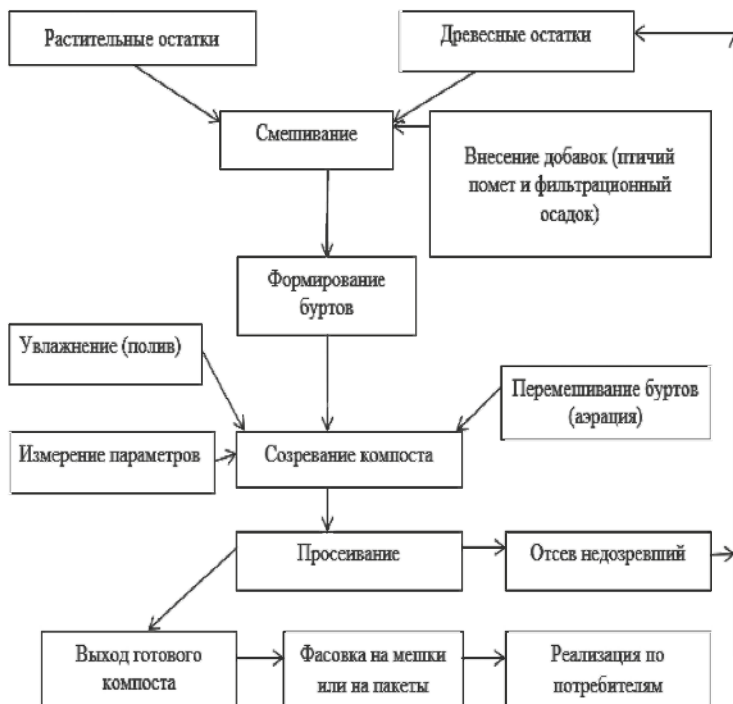 Растительные остатки
Древесные остатки
Смешивание
Внесение добавок (птичий
помет и фильтрационный
осадок)
Формирование
буртов
Увлажнение (полив)
Перемешивание буртов
(аэрация)
Измерение параметров
Созревание компоста
Просеивание
Отсев недозревший
Выход готового
компоста
Фасовка на мешки
или на пакеты
Реализация по
потребителям